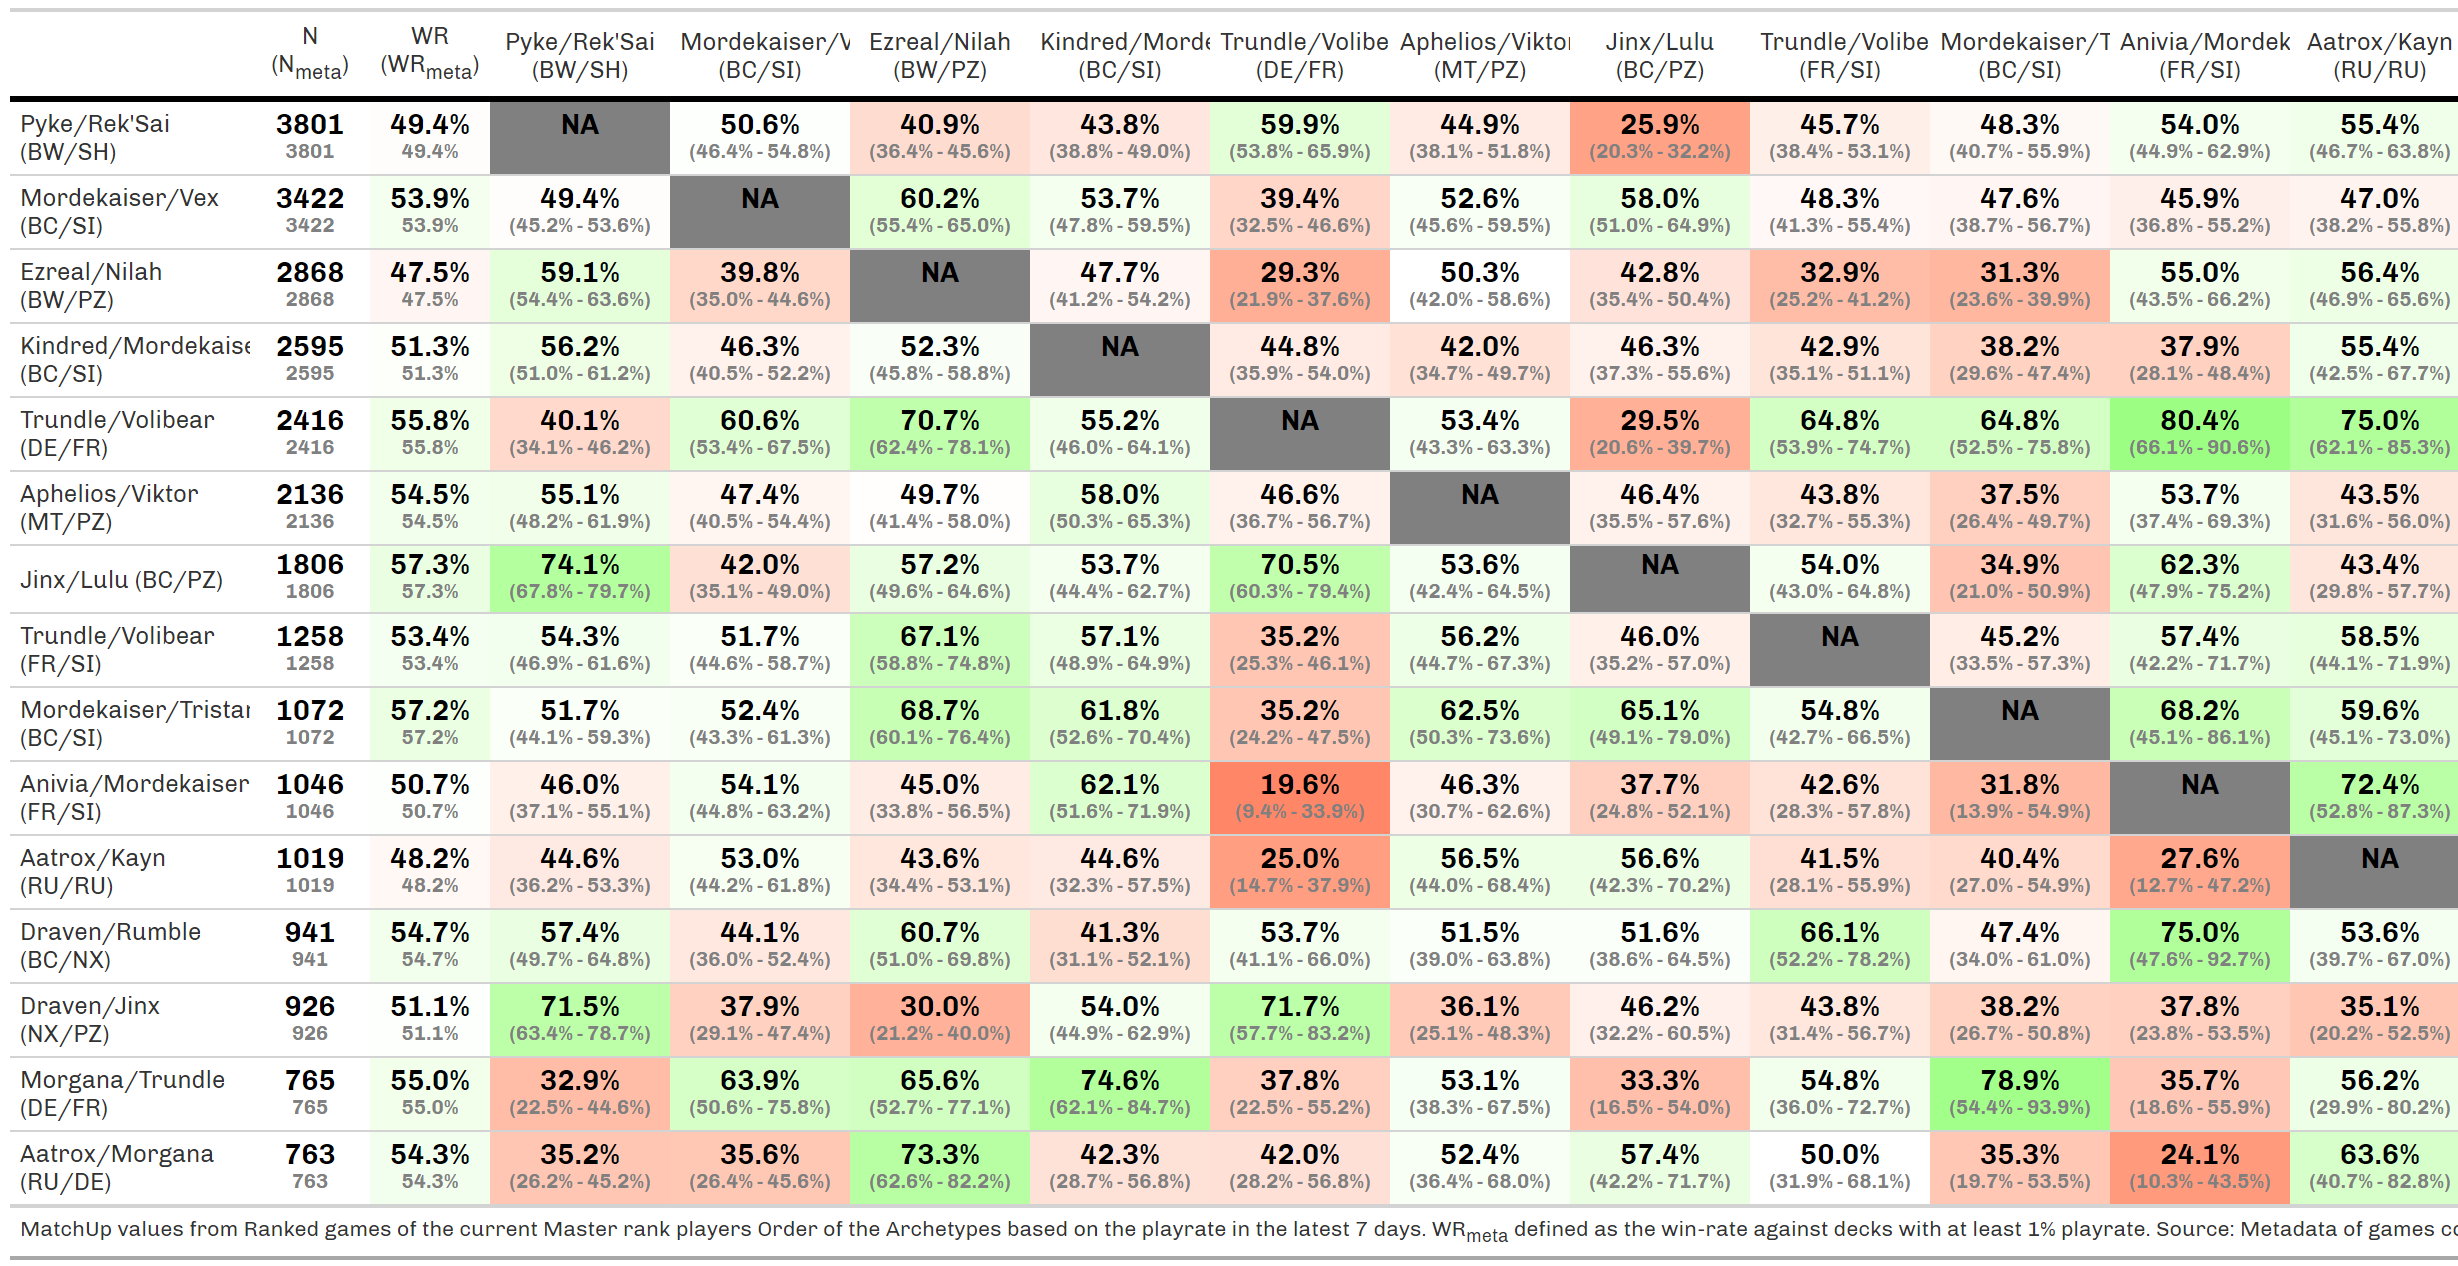 N WR Pyke/Rek'Sai Mordekaiser/V Ezreal/Nilah Kindred/Morde Trundle/Volibe Aphelios/Viktor Jinx/Lulu Trundle/Volibe Mordekaiser/T Anivia/Mordek Aatrox/Kayn
(Nmeta) (WRmeta) (BW/SH) (BC/SI) (BW/PZ) (BC/SI) (DE/FR) (MT/PZ) (BC/PZ) (FR/SI) (BC/SI) (FR/SI) (RU/RU)
Pyke/Rek'Sai 3801 49.4% NA 50.6% 40.9% 43.8% 59.9% 44.9% 25.9% 45.7% 48.3% 54.0% 55.4%
(BW/SH) 3801 49.4% (46.4% - 54.8%) (36.4% - 45.6%) (38.8% - 49.0%) (53.8% - 65.9%) (38.1% - 51.8%) (20.3% - 32.2%) (38.4% - 53.1%) (40.7% - 55.9%) (44.9% - 62.9%) (46.7% - 63.8%)
Mordekaiser/Vex 3422 53.9% 49.4% NA 60.2% 53.7% 39.4% 52.6% 58.0% 48.3% 47.6% 45.9% 47.0%
(BC/SI) 3422 53.9% (45.2% - 53.6%) (55.4% - 65.0%) (47.8% - 59.5%) (32.5% - 46.6%) (45.6% - 59.5%) (51.0% - 64.9%) (41.3% - 55.4%) (38.7% - 56.7%) (36.8% - 55.2%) (38.2% - 55.8%)
Ezreal/Nilah 2868 47.5% 59.1% 39.8% NA 47.7% 29.3% 50.3% 42.8% 32.9% 31.3% 55.0% 56.4%
(BW/PZ) 2868 47.5% (54.4% - 63.6%) (35.0% - 44.6%) (41.2% - 54.2%) (21.9% - 37.6%) (42.0% - 58.6%) (35.4% - 50.4%) (25.2% - 41.2%) (23.6% - 39.9%) (43.5% - 66.2%) (46.9% - 65.6%)
Kindred/Mordekaise 2595 51.3% 56.2% 46.3% 52.3% NA 44.8% 42.0% 46.3% 42.9% 38.2% 37.9% 55.4%
(BC/SI) 2595 51.3% (51.0% - 61.2%) (40.5% - 52.2%) (45.8% - 58.8%) (35.9% - 54.0%) (34.7% - 49.7%) (37.3% - 55.6%) (35.1% - 51.1%) (29.6% - 47.4%) (28.1% - 48.4%) (42.5% - 67.7%)
Trundle/Volibear 2416 55.8% 40.1% 60.6% 70.7% 55.2% NA 53.4% 29.5% 64.8% 64.8% 80.4% 75.0%
(DE/FR) 2416 55.8% (34.1% - 46.2%) (53.4% - 67.5%) (62.4% - 78.1%) (46.0% - 64.1%) (43.3% - 63.3%) (20.6% - 39.7%) (53.9% - 74.7%) (52.5% - 75.8%) (66.1% - 90.6%) (62.1% - 85.3%)
Aphelios/Viktor 2136 54.5% 55.1% 47.4% 49.7% 58.0% 46.6% NA 46.4% 43.8% 37.5% 53.7% 43.5%
(MT/PZ) 2136 54.5% (48.2% - 61.9%) (40.5% - 54.4%) (41.4% - 58.0%) (50.3% - 65.3%) (36.7% - 56.7%) (35.5% - 57.6%) (32.7% - 55.3%) (26.4% - 49.7%) (37.4% - 69.3%) (31.6% - 56.0%)
Jinx/Lulu (BC/PZ) 1806 57.3% 74.1% 42.0% 57.2% 53.7% 70.5% 53.6% NA 54.0% 34.9% 62.3% 43.4%
1806 57.3% (67.8% - 79.7%) (35.1% - 49.0%) (49.6% - 64.6%) (44.4% - 62.7%) (60.3% - 79.4%) (42.4% - 64.5%) (43.0% - 64.8%) (21.0% - 50.9%) (47.9% - 75.2%) (29.8% - 57.7%)
Trundle/Volibear 1258 53.4% 54.3% 51.7% 67.1% 57.1% 35.2% 56.2% 46.0% NA 45.2% 57.4% 58.5%
(FR/SI) 1258 53.4% (46.9% - 61.6%) (44.6% - 58.7%) (58.8% - 74.8%) (48.9% - 64.9%) (25.3% - 46.1%) (44.7% - 67.3%) (35.2% - 57.0%) (33.5% - 57.3%) (42.2% - 71.7%) (44.1% - 71.9%)
Mordekaiser/Tristar 1072 57.2% 51.7% 52.4% 68.7% 61.8% 35.2% 62.5% 65.1% 54.8% NA 68.2% 59.6%
(BC/SI) 1072 57.2% (44.1% - 59.3%) (43.3% - 61.3%) (60.1% - 76.4%) (52.6% - 70.4%) (24.2% - 47.5%) (50.3% - 73.6%) (49.1% - 79.0%) (42.7% - 66.5%) (45.1% - 86.1%) (45.1% - 73.0%)
Anivia/Mordekaiser 1046 50.7% 46.0% 54.1% 45.0% 62.1% 19.6% 46.3% 37.7% 42.6% 31.8% NA 72.4%
(FR/SI) 1046 50.7% (37.1% - 55.1%) (44.8% - 63.2%) (33.8% - 56.5%) (51.6% - 71.9%) (9.4% - 33.9%) (30.7% - 62.6%) (24.8% - 52.1%) (28.3% - 57.8%) (13.9% - 54.9%) (52.8% - 87.3%)
Aatrox/Kayn 1019 48.2% 44.6% 53.0% 43.6% 44.6% 25.0% 56.5% 56.6% 41.5% 40.4% 27.6% NA
(RU/RU) 1019 48.2% (36.2% - 53.3%) (44.2% - 61.8%) (34.4% - 53.1%) (32.3% - 57.5%) (14.7% - 37.9%) (44.0% - 68.4%) (42.3% - 70.2%) (28.1% - 55.9%) (27.0% - 54.9%) (12.7% - 47.2%)
Draven/Rumble 941 54.7% 57.4% 44.1% 60.7% 41.3% 53.7% 51.5% 51.6% 66.1% 47.4% 75.0% 53.6%
(BC/NX) 941 54.7% (49.7% - 64.8%) (36.0% - 52.4%) (51.0% - 69.8%) (31.1% - 52.1%) (41.1% - 66.0%) (39.0% - 63.8%) (38.6% - 64.5%) (52.2% - 78.2%) (34.0% - 61.0%) (47.6% - 92.7%) (39.7% - 67.0%)
Draven/Jinx 926 51.1% 71.5% 37.9% 30.0% 54.0% 71.7% 36.1% 46.2% 43.8% 38.2% 37.8% 35.1%
(NX/PZ) 926 51.1% (63.4% - 78.7%) (29.1% - 47.4%) (21.2% - 40.0%) (44.9% - 62.9%) (57.7% - 83.2%) (25.1% - 48.3%) (32.2% - 60.5%) (31.4% - 56.7%) (26.7% - 50.8%) (23.8% - 53.5%) (20.2% - 52.5%)
Morgana/Trundle 765 55.0% 32.9% 63.9% 65.6% 74.6% 37.8% 53.1% 33.3% 54.8% 78.9% 35.7% 56.2%
(DE/FR) 765 55.0% (22.5% - 44.6%) (50.6% - 75.8%) (52.7% - 77.1%) (62.1% - 84.7%) (22.5% - 55.2%) (38.3% - 67.5%) (16.5% - 54.0%) (36.0% - 72.7%) (54.4% - 93.9%) (18.6% - 55.9%) (29.9% - 80.2%)
Aatrox/Morgana 763 54.3% 35.2% 35.6% 73.3% 42.3% 42.0% 52.4% 57.4% 50.0% 35.3% 24.1% 63.6%
(RU/DE) 763 54.3% (26.2% - 45.2%) (26.4% - 45.6%) (62.6% - 82.2%) (28.7% - 56.8%) (28.2% - 56.8%) (36.4% - 68.0%) (42.2% - 71.7%) (31.9% - 68.1%) (19.7% - 53.5%) (10.3% - 43.5%) (40.7% - 82.8%)
MatchUp values from Ranked games of the current Master rank players Order of the Archetypes based on the playrate in the latest 7 days. WRmeta defined as the win-rate against decks with at least 1% playrate. Source: Metadata of games co